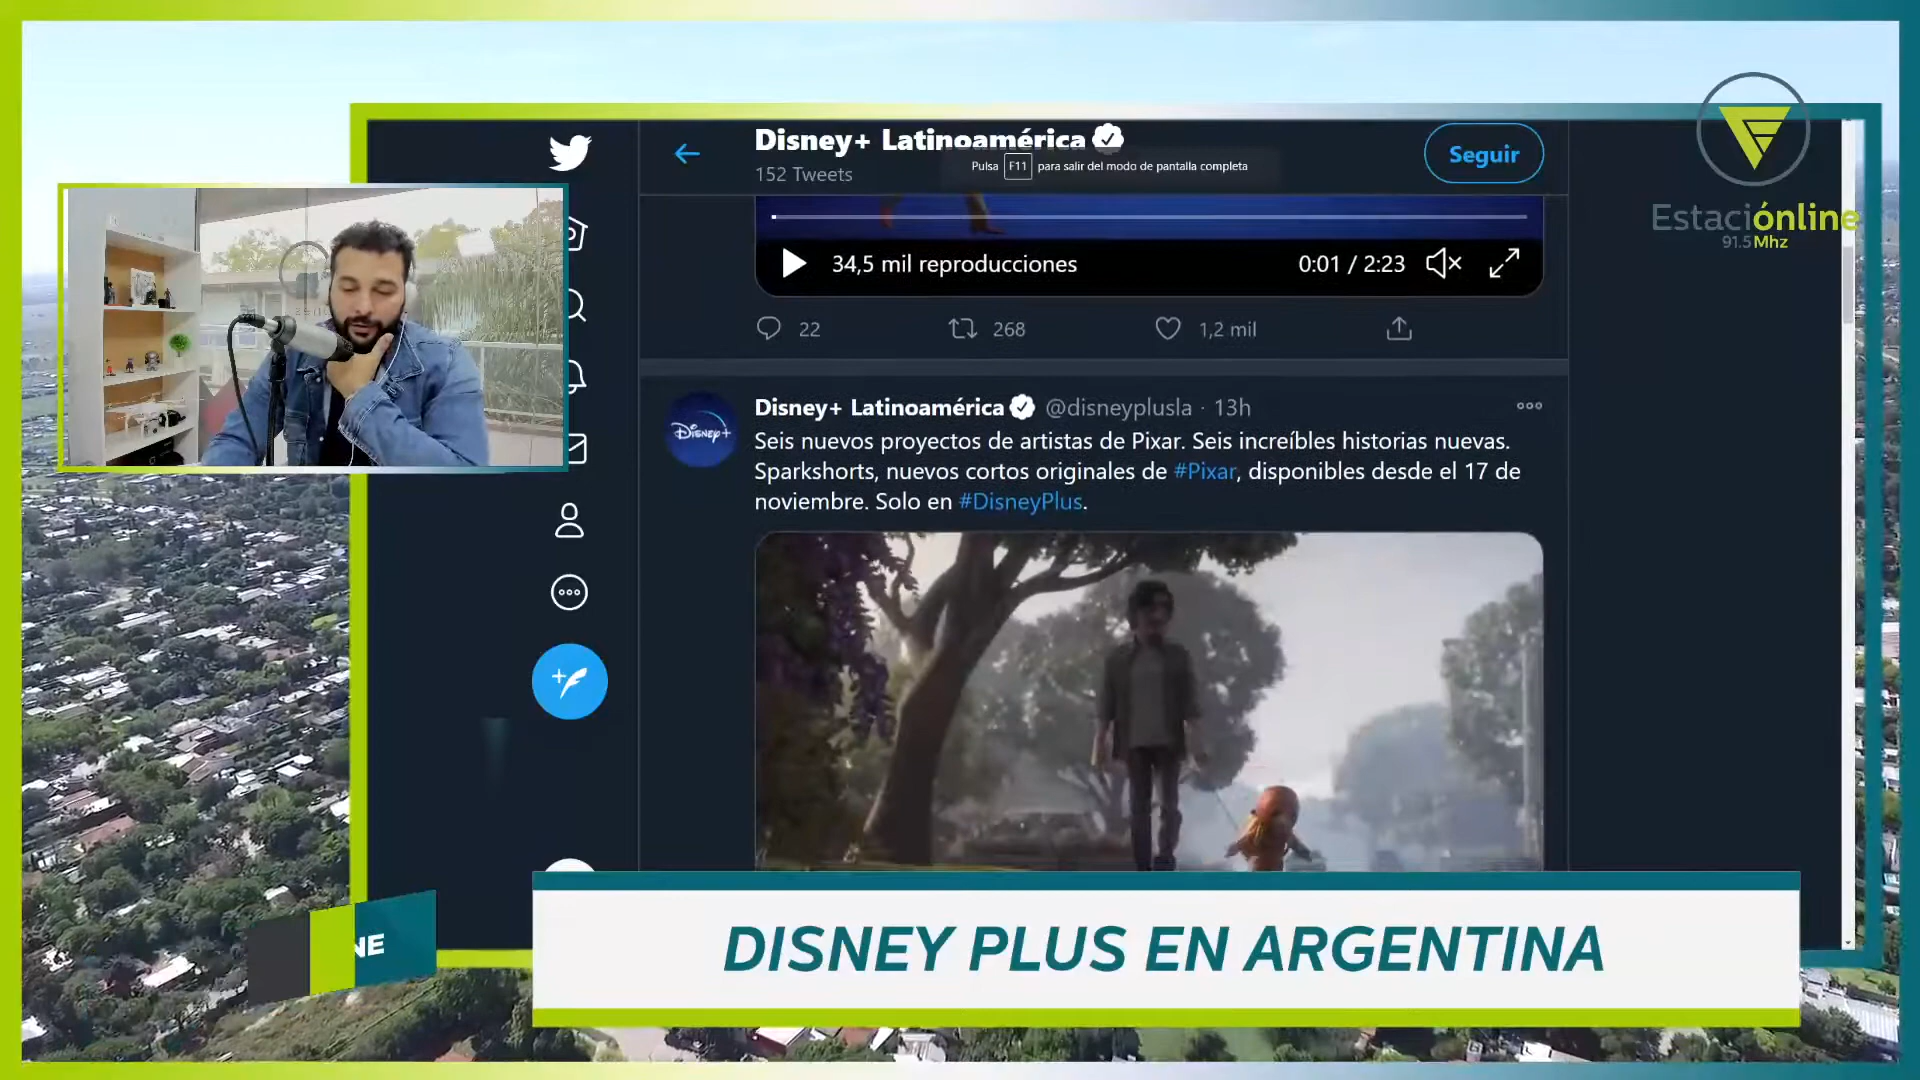 Disney+ Latinoamérica
152 Tweets
Pulsa F11 para salir del modo de pantalla completa
Seguir
Estaciónline
91.5 Mhz
34,5 mil reproducciones
0:01 / 2:23
22
268
1,2 mil
Disney+
Disney+ Latinoamérica @disneyplusla · 13h
Seis nuevos proyectos de artistas de Pixar. Seis increíbles historias nuevas.
Sparkshorts, nuevos cortos originales de #Pixar, disponibles desde el 17 de
noviembre. Solo en #DisneyPlus.
NE
DISNEY PLUS EN ARGENTINA